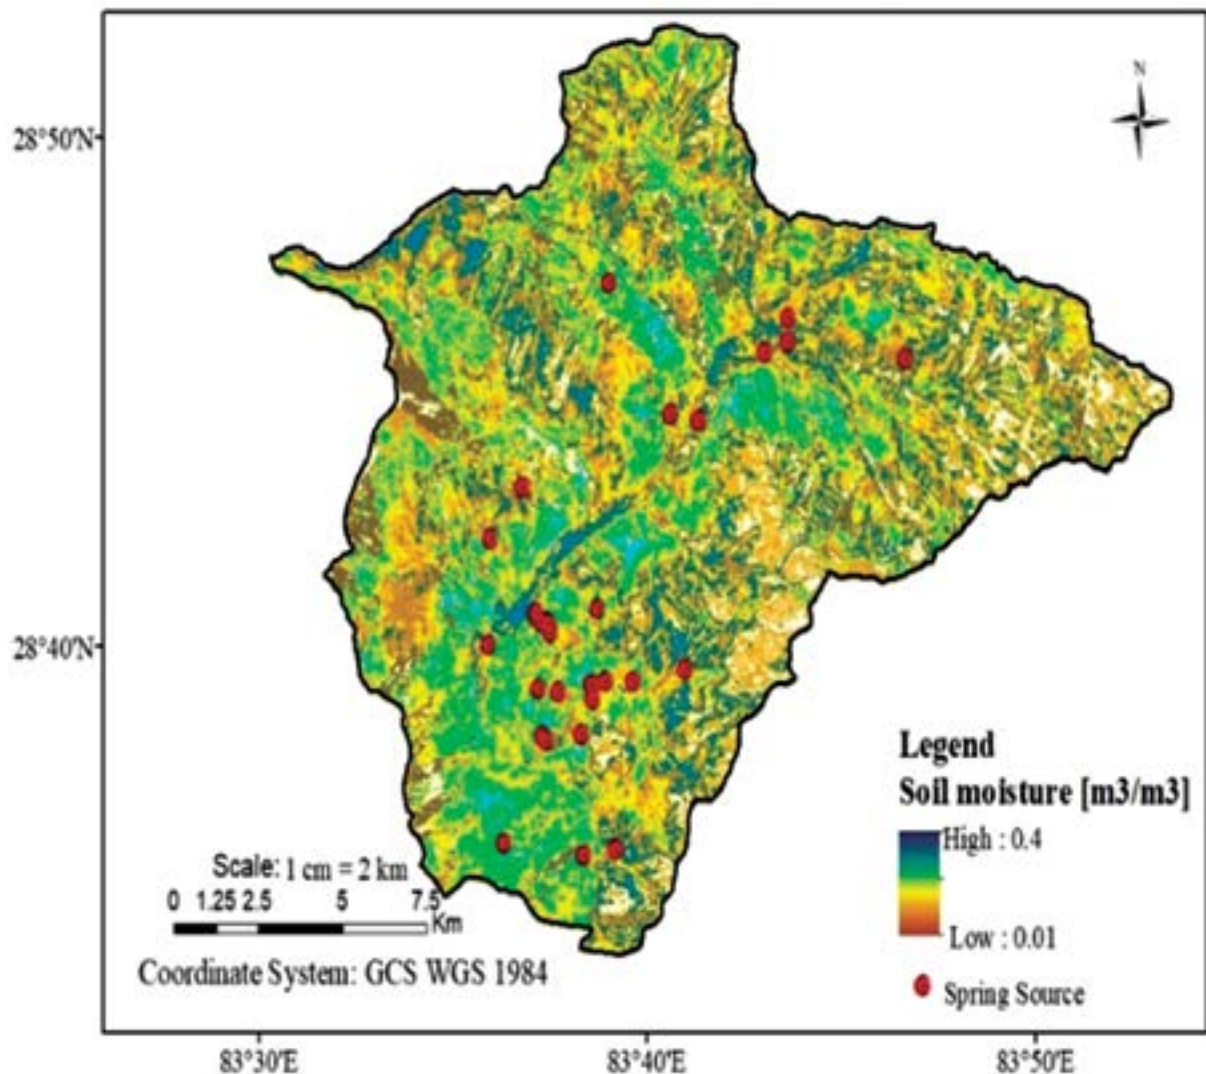 N
28°50'N
28°40'N
Legend
Soil moisture [m3/m3]
High : 0.4
Low : 0.01
Spring Source
Scale: 1 cm = 2 km
0 1.25 2.5 5 7.5
Km
Coordinate System: GCS WGS 1984
83°30'E 83°40'E 83°50'E